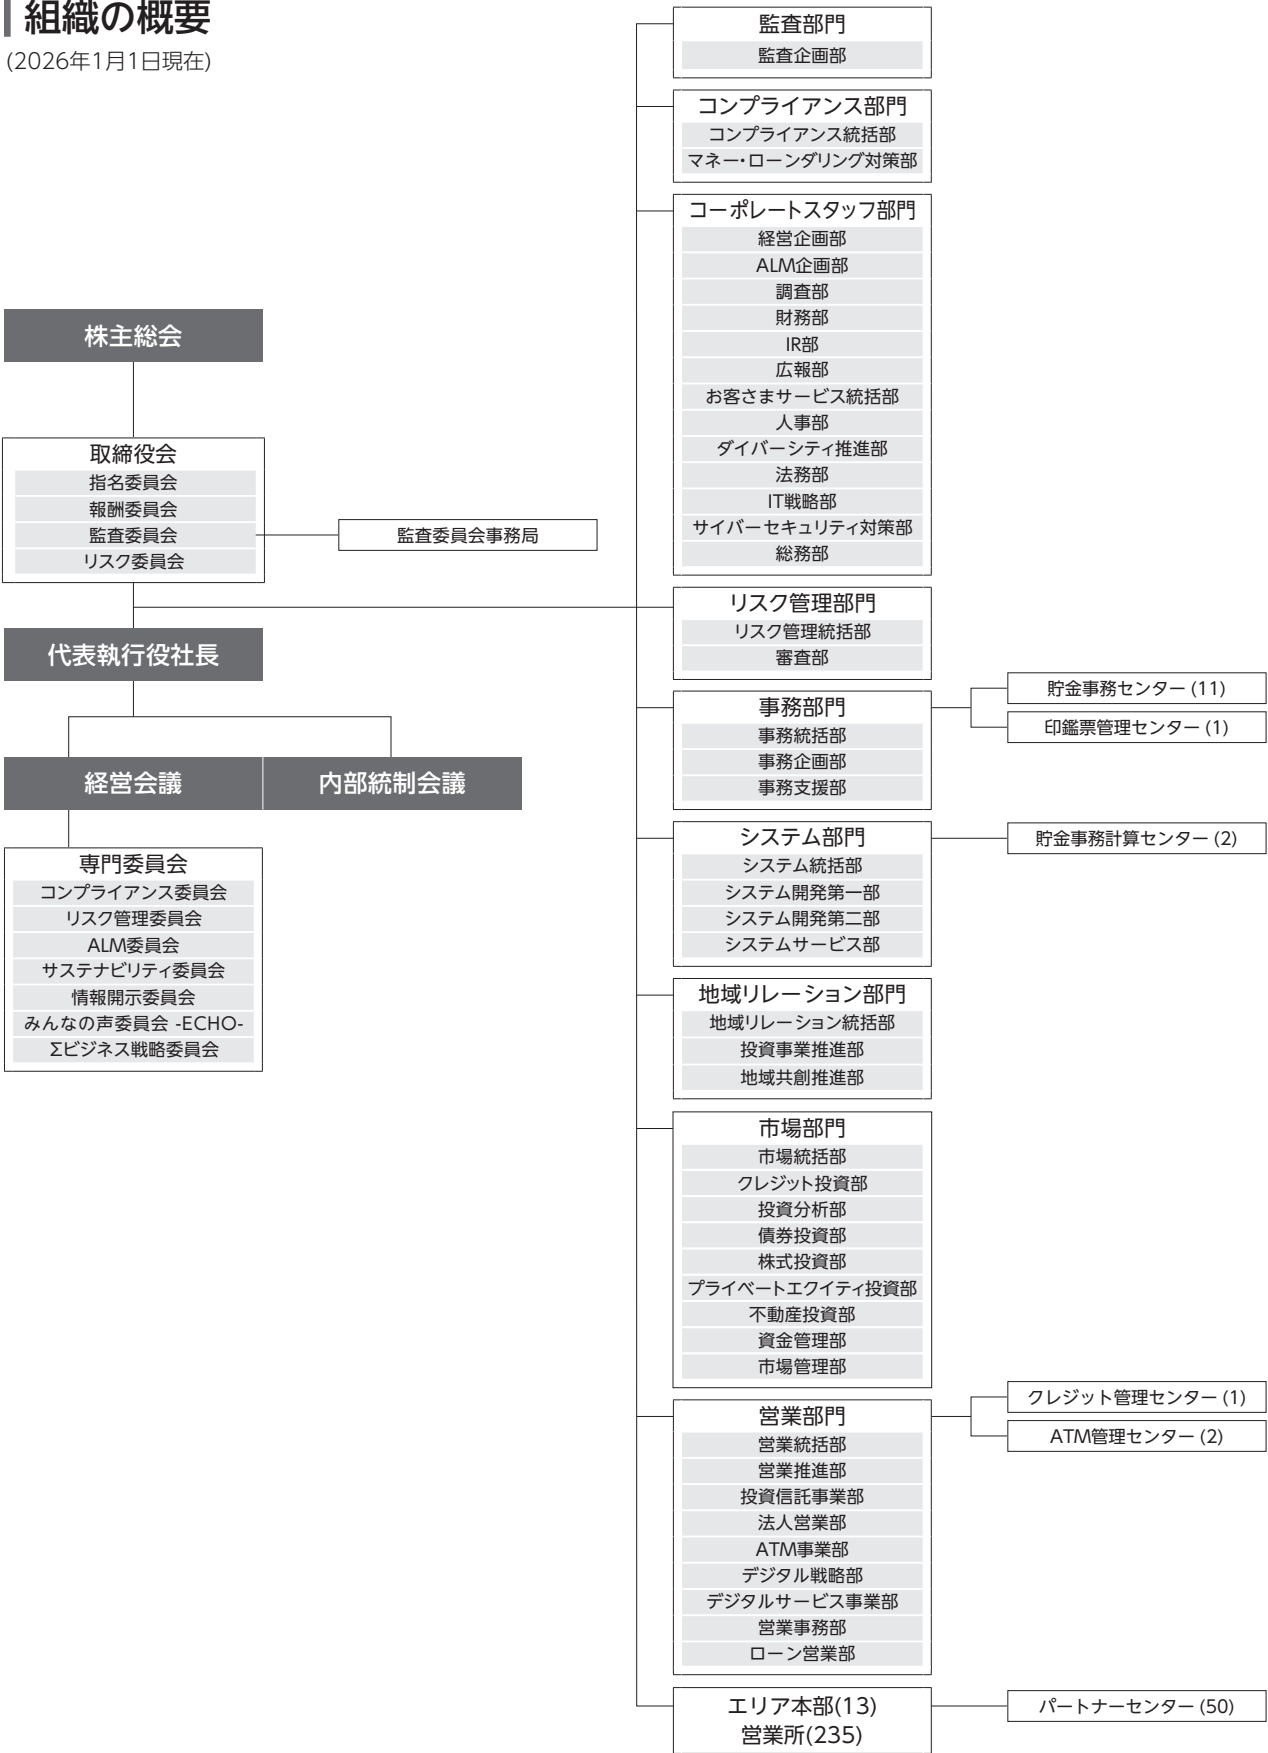 組織の概要
(2026年1月1日現在)
株主総会
取締役会
指名委員会
報酬委員会
監査委員会
リスク委員会
監査委員会事務局
代表執行役社長
経営会議
内部統制会議
専門委員会
コンプライアンス委員会
リスク管理委員会
ALM委員会
サステナビリティ委員会
情報開示委員会
みんなの声委員会 -ECHO-
Σビジネス戦略委員会
監査部門
監査企画部
コンプライアンス部門
コンプライアンス統括部
マネー・ローンダリング対策部
コーポレートスタッフ部門
経営企画部
ALM企画部
調査部
財務部
IR部
広報部
お客さまサービス統括部
人事部
ダイバーシティ推進部
法務部
IT戦略部
サイバーセキュリティ対策部
総務部
リスク管理部門
リスク管理統括部
審査部
事務部門
事務統括部
事務企画部
事務支援部
貯金事務センター (11)
印鑑票管理センター (1)
システム部門
システム統括部
システム開発第一部
システム開発第二部
システムサービス部
貯金事務計算センター (2)
地域リレーション部門
地域リレーション統括部
投資事業推進部
地域共創推進部
市場部門
市場統括部
クレジット投資部
投資分析部
債券投資部
株式投資部
プライベートエクイティ投資部
不動産投資部
資金管理部
市場管理部
営業部門
営業統括部
営業推進部
投資信託事業部
法人営業部
ATM事業部
デジタル戦略部
デジタルサービス事業部
営業事務部
ローン営業部
クレジット管理センター (1)
ATM管理センター (2)
エリア本部(13)
営業所(235)
パートナーセンター (50)